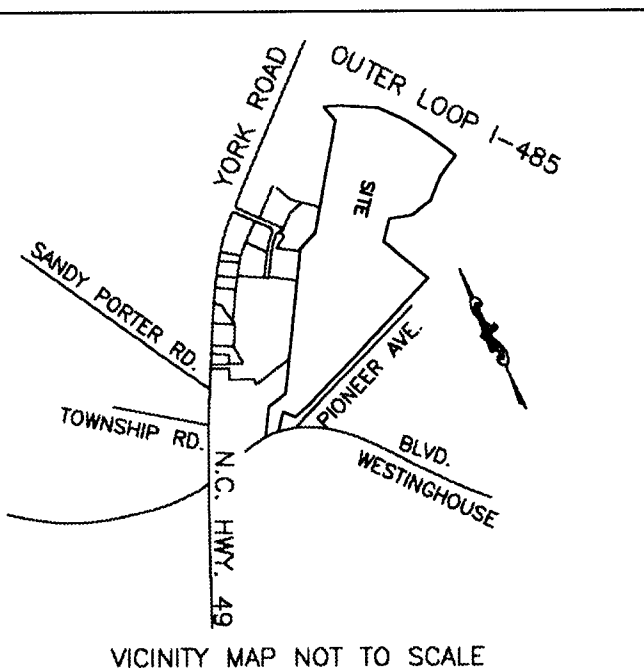 OUTER LOOP I-485
YORK ROAD
SITE
SANDY PORTER RD.
PIONEER AVE.
TOWNSHIP RD.
BLVD.
WESTINGHOUSE
N.C. HWY. 49
VICINITY MAP NOT TO SCALE